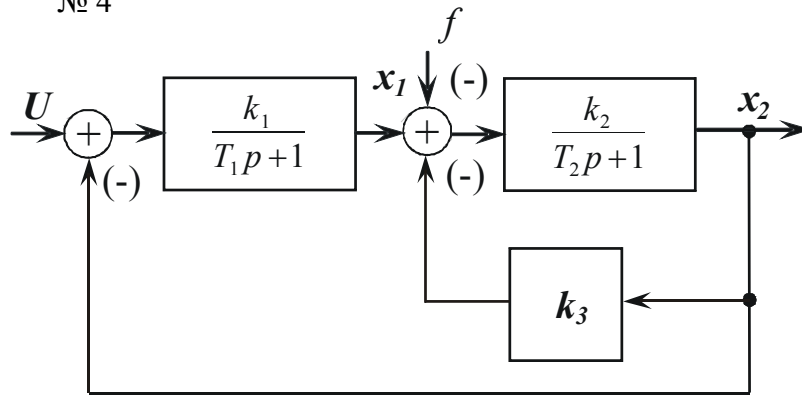 № 4
f
U
k₁
T₁p+1
x₁
(-)
k₂
T₂p+1
x₂
+
+
(-)
(-)
k₃